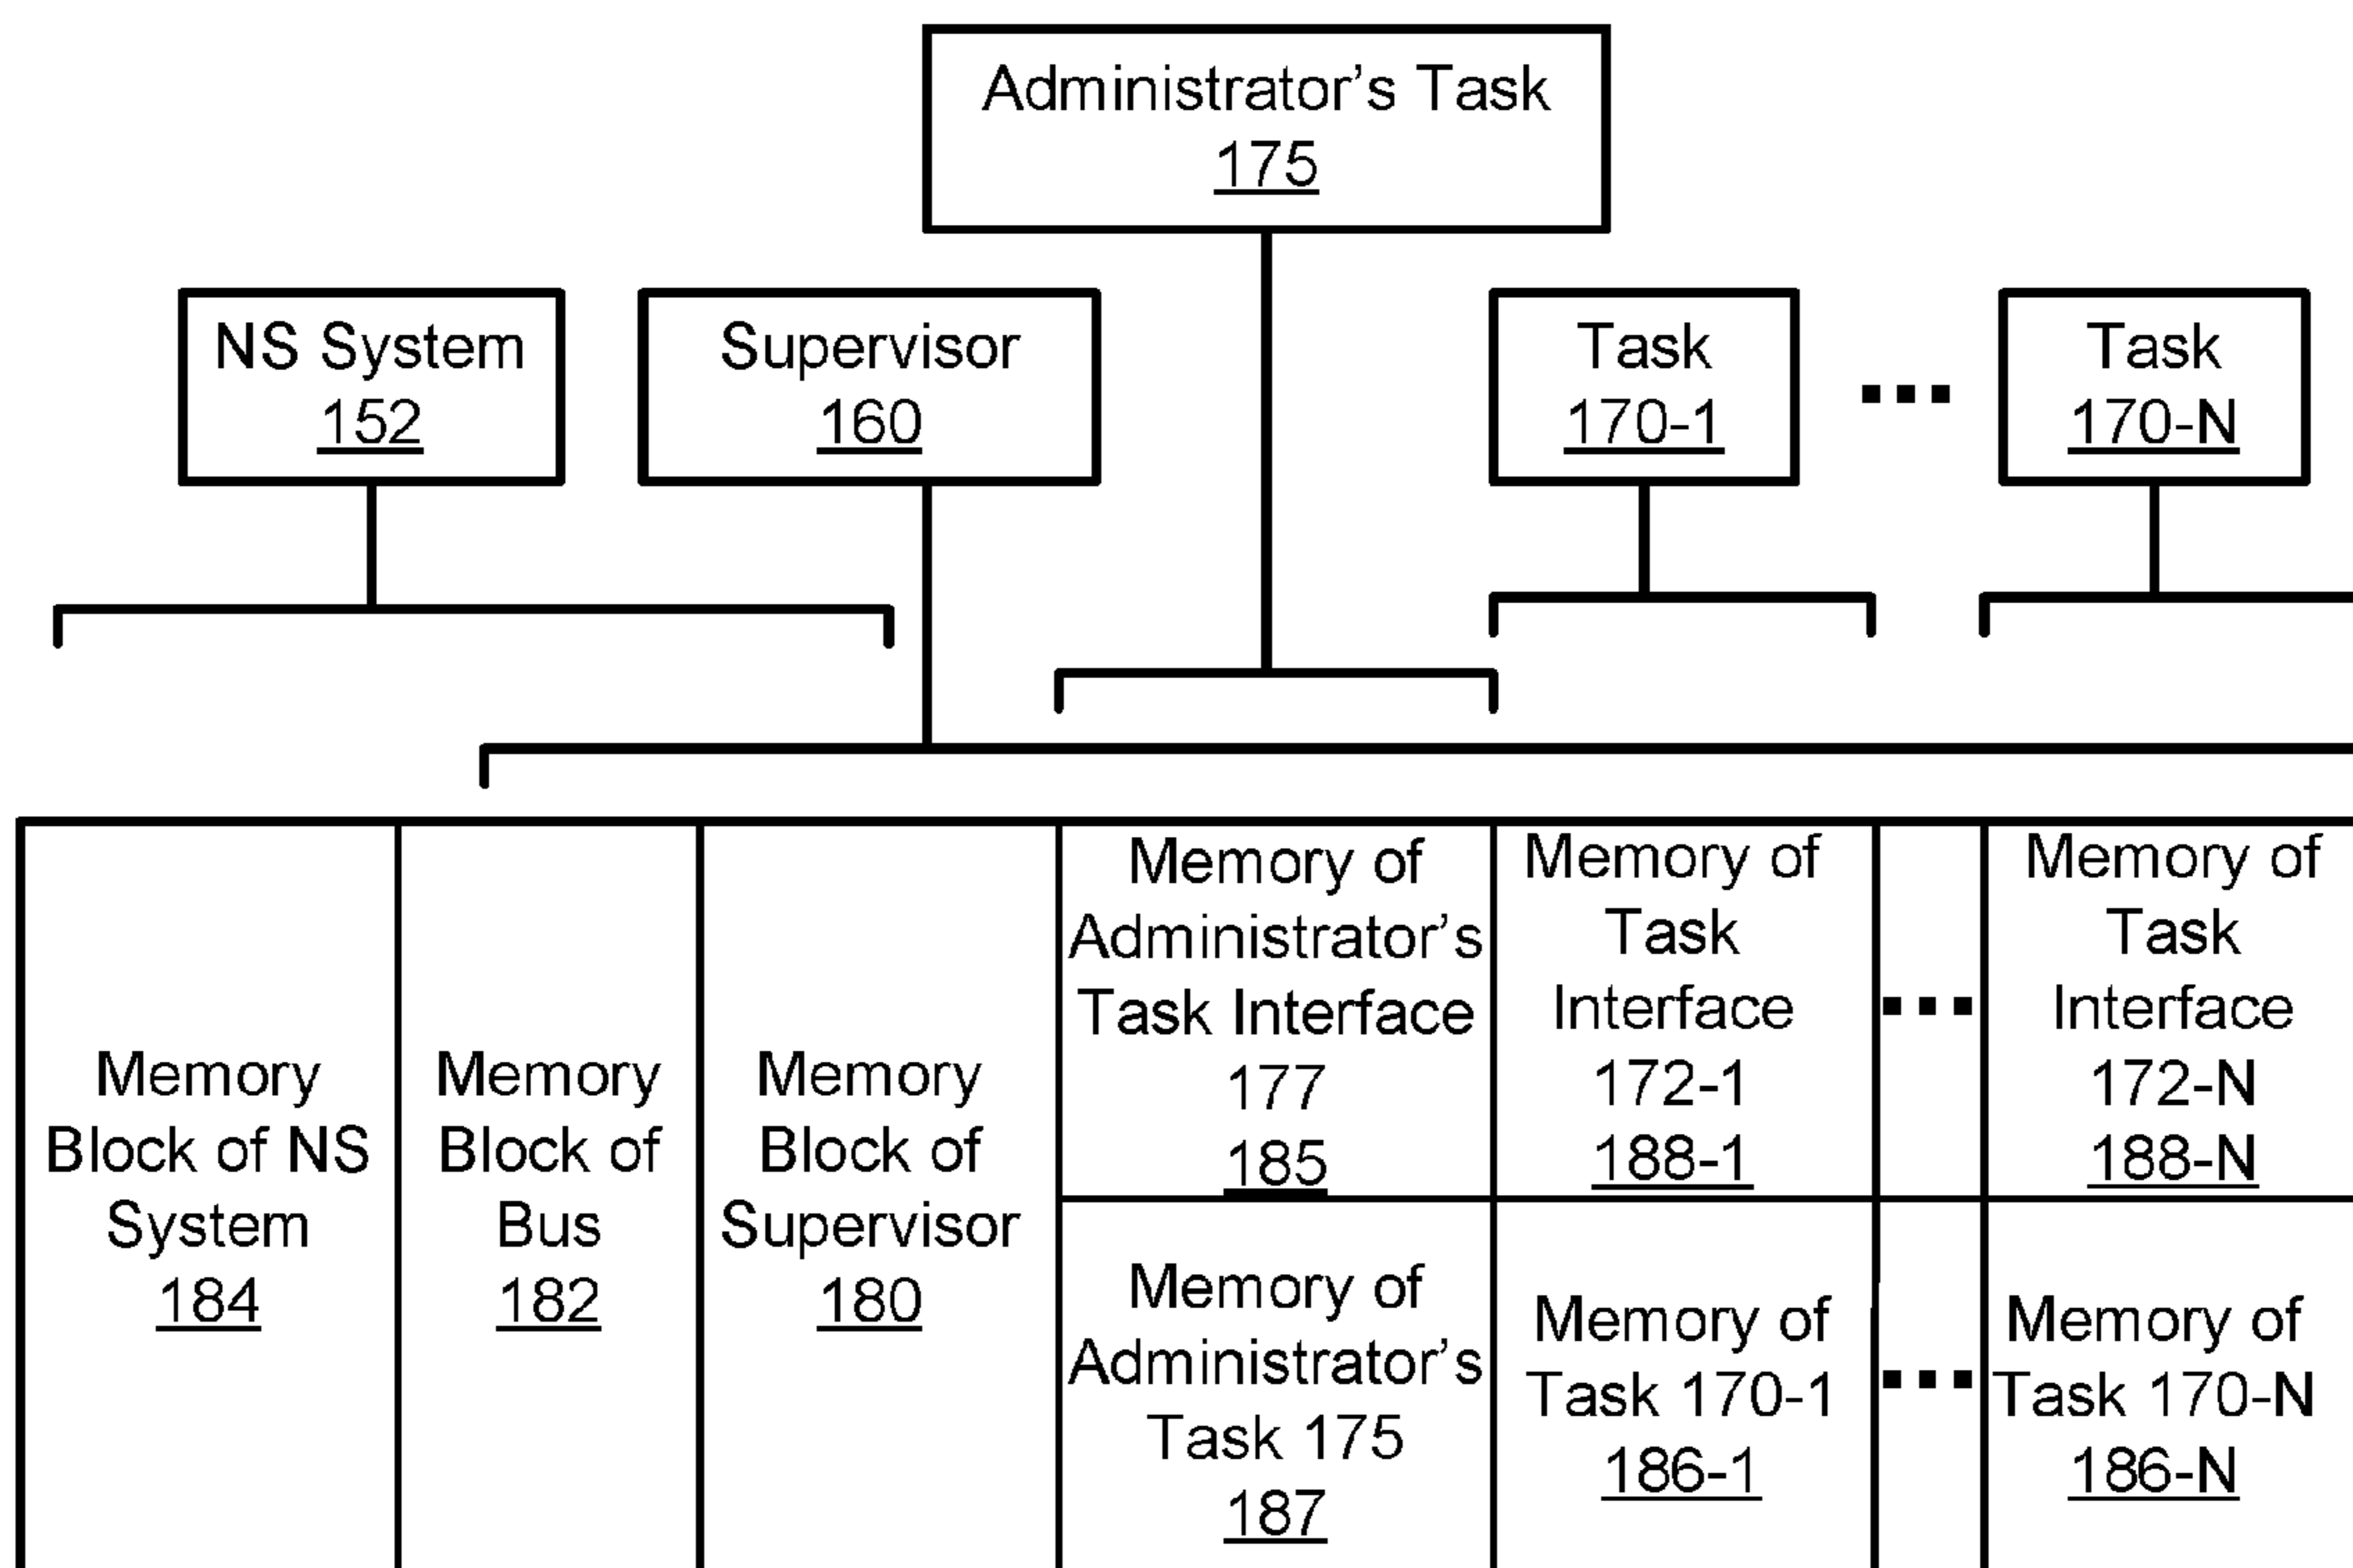 Administrator's Task
175
NS System
152
Supervisor
160
Task
170-1
Task
170-N
Memory
Block of NS
System
184
Memory
Block of
Bus
182
Memory
Block of
Supervisor
180
Memory of
Administrator's
Task Interface
177
185
Memory of
Task
Interface
172-1
188-1
Memory of
Task
Interface
172-N
188-N
Memory of
Administrator's
Task 175
187
Memory of
Task 170-1
186-1
Memory of
Task 170-N
186-N